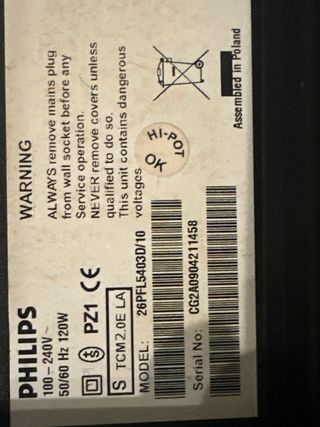 PHILIPS
100 – 240V~
50/60 Hz 120W
PZ1 CE
S TCM2.0E LA
MODEL: 26PFL5403D/10
Serial No: CG2A0904211458
WARNING
ALWAYS remove mains plug
from wall socket before any
Service operation.
NEVER remove covers unless
qualified to do so.
This unit contains dangerous
voltages
HI-POT
OK
Assembled in Poland